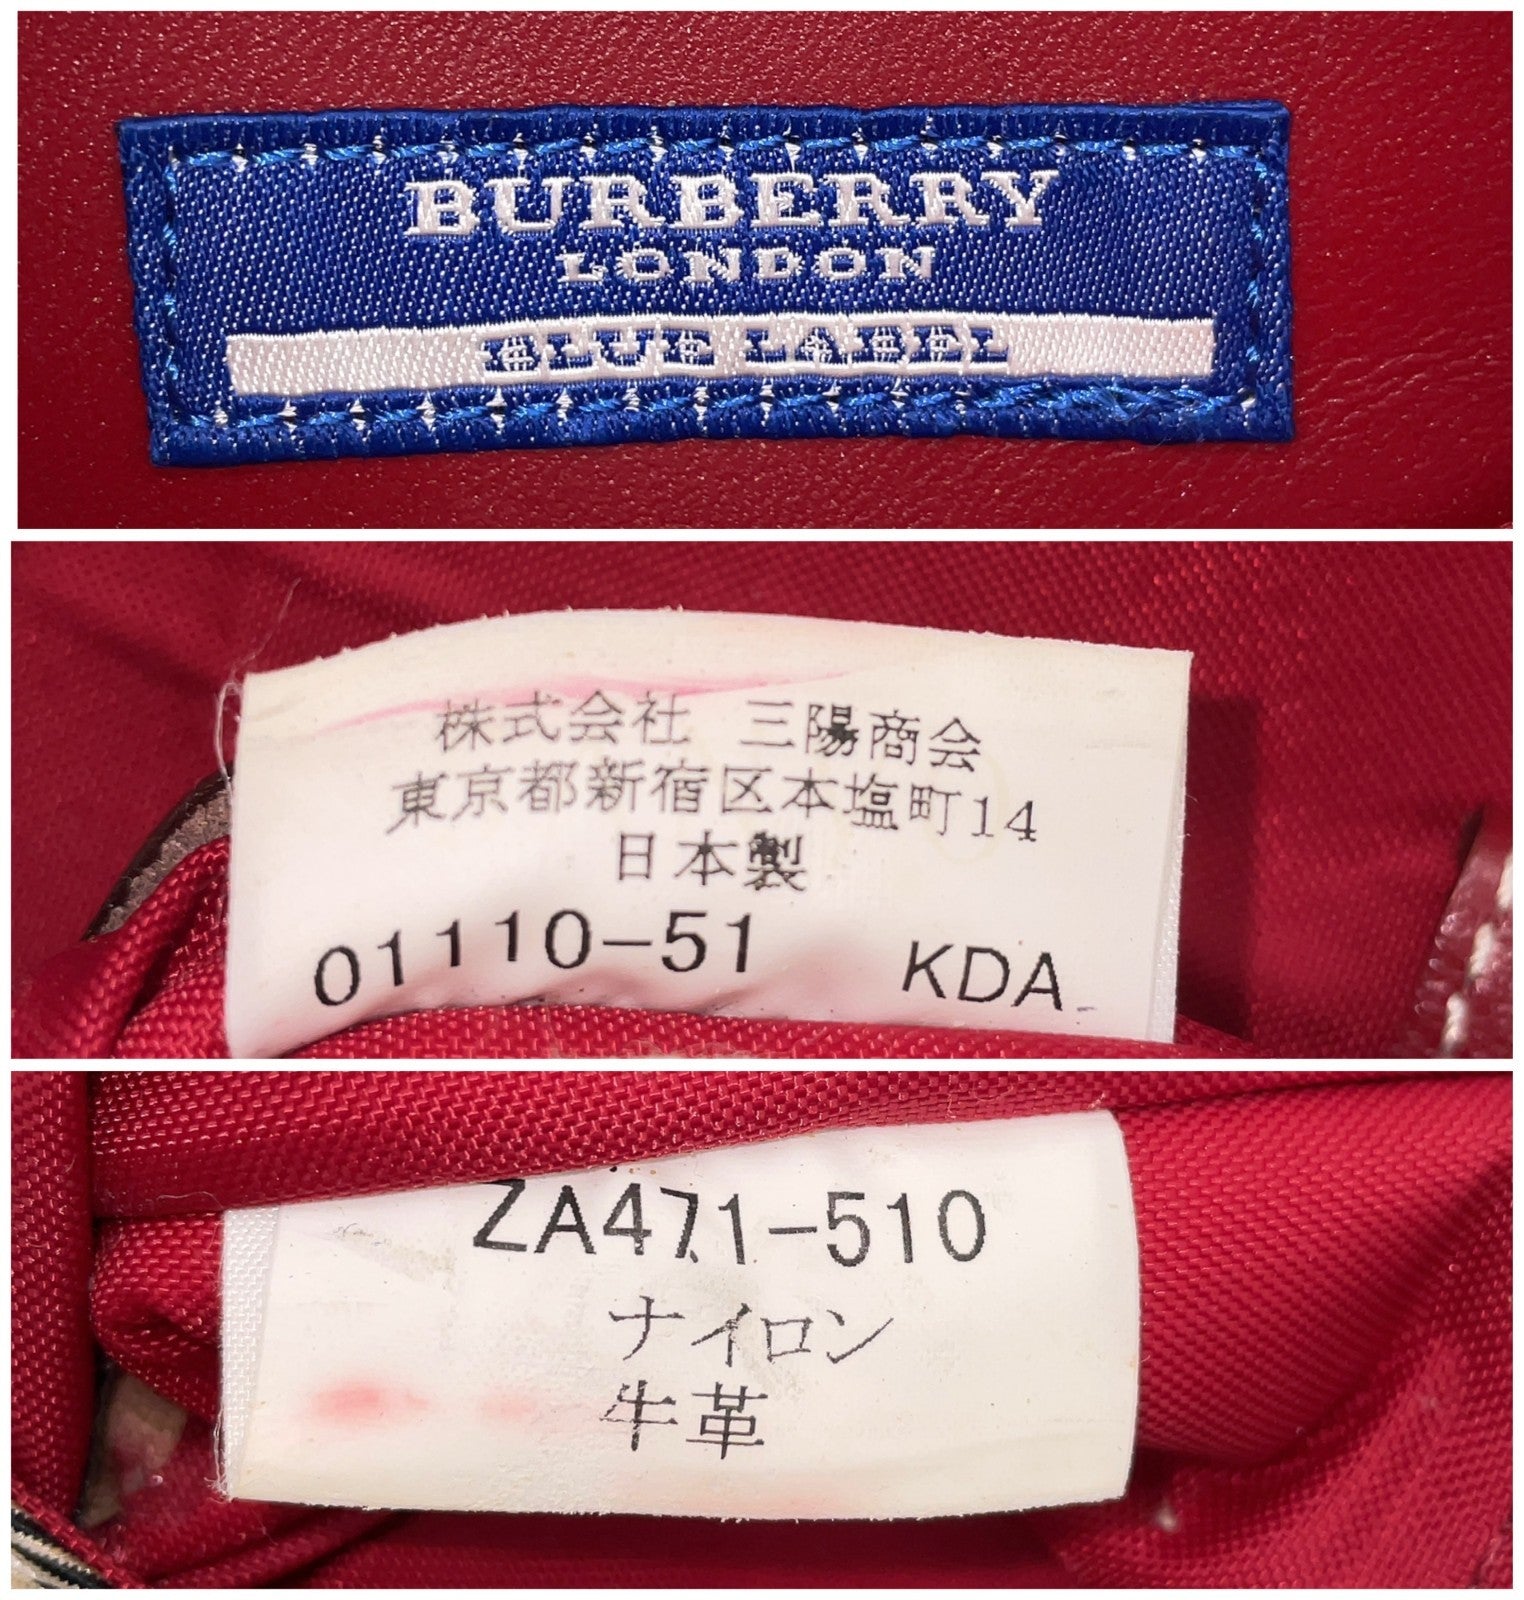 BURBERRY
LONDON
BLUE LABEL
株式会社 三陽商会
東京都新宿区本塩町14
日本製
01110-51 KDA
ZA471-510
ナイロン
牛革